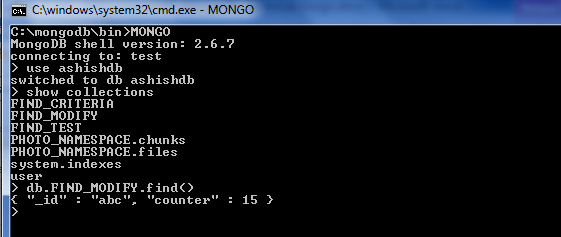 C:\windows\system32\cmd.exe - MONGO
C:\mongodb\bin>MONGO
MongoDB shell version: 2.6.7
connecting to: test
> use ashishdb
switched to db ashishdb
> show collections
FIND_CRITERIA
FIND_MODIFY
FIND_TEST
PHOTO_NAMESPACE.chunks
PHOTO_NAMESPACE.files
system.indexes
user
> db.FIND_MODIFY.find()
{ "_id" : "abc", "counter" : 15 }
>